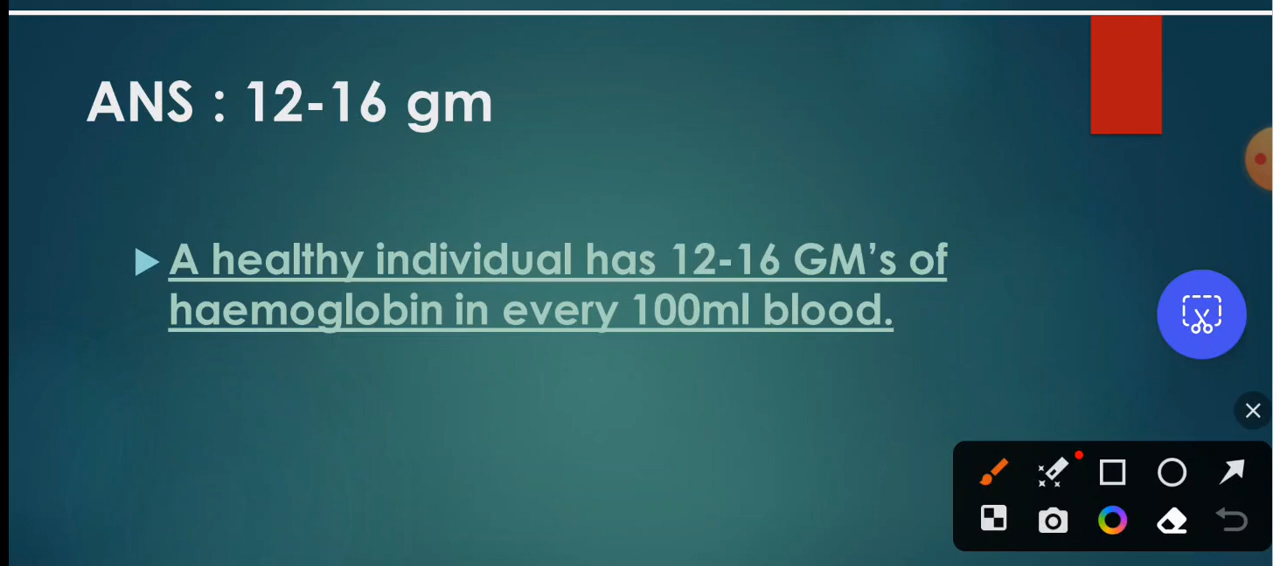 ANS : 12-16 gm
A healthy individual has 12-16 GM's of
haemoglobin in every 100ml blood.